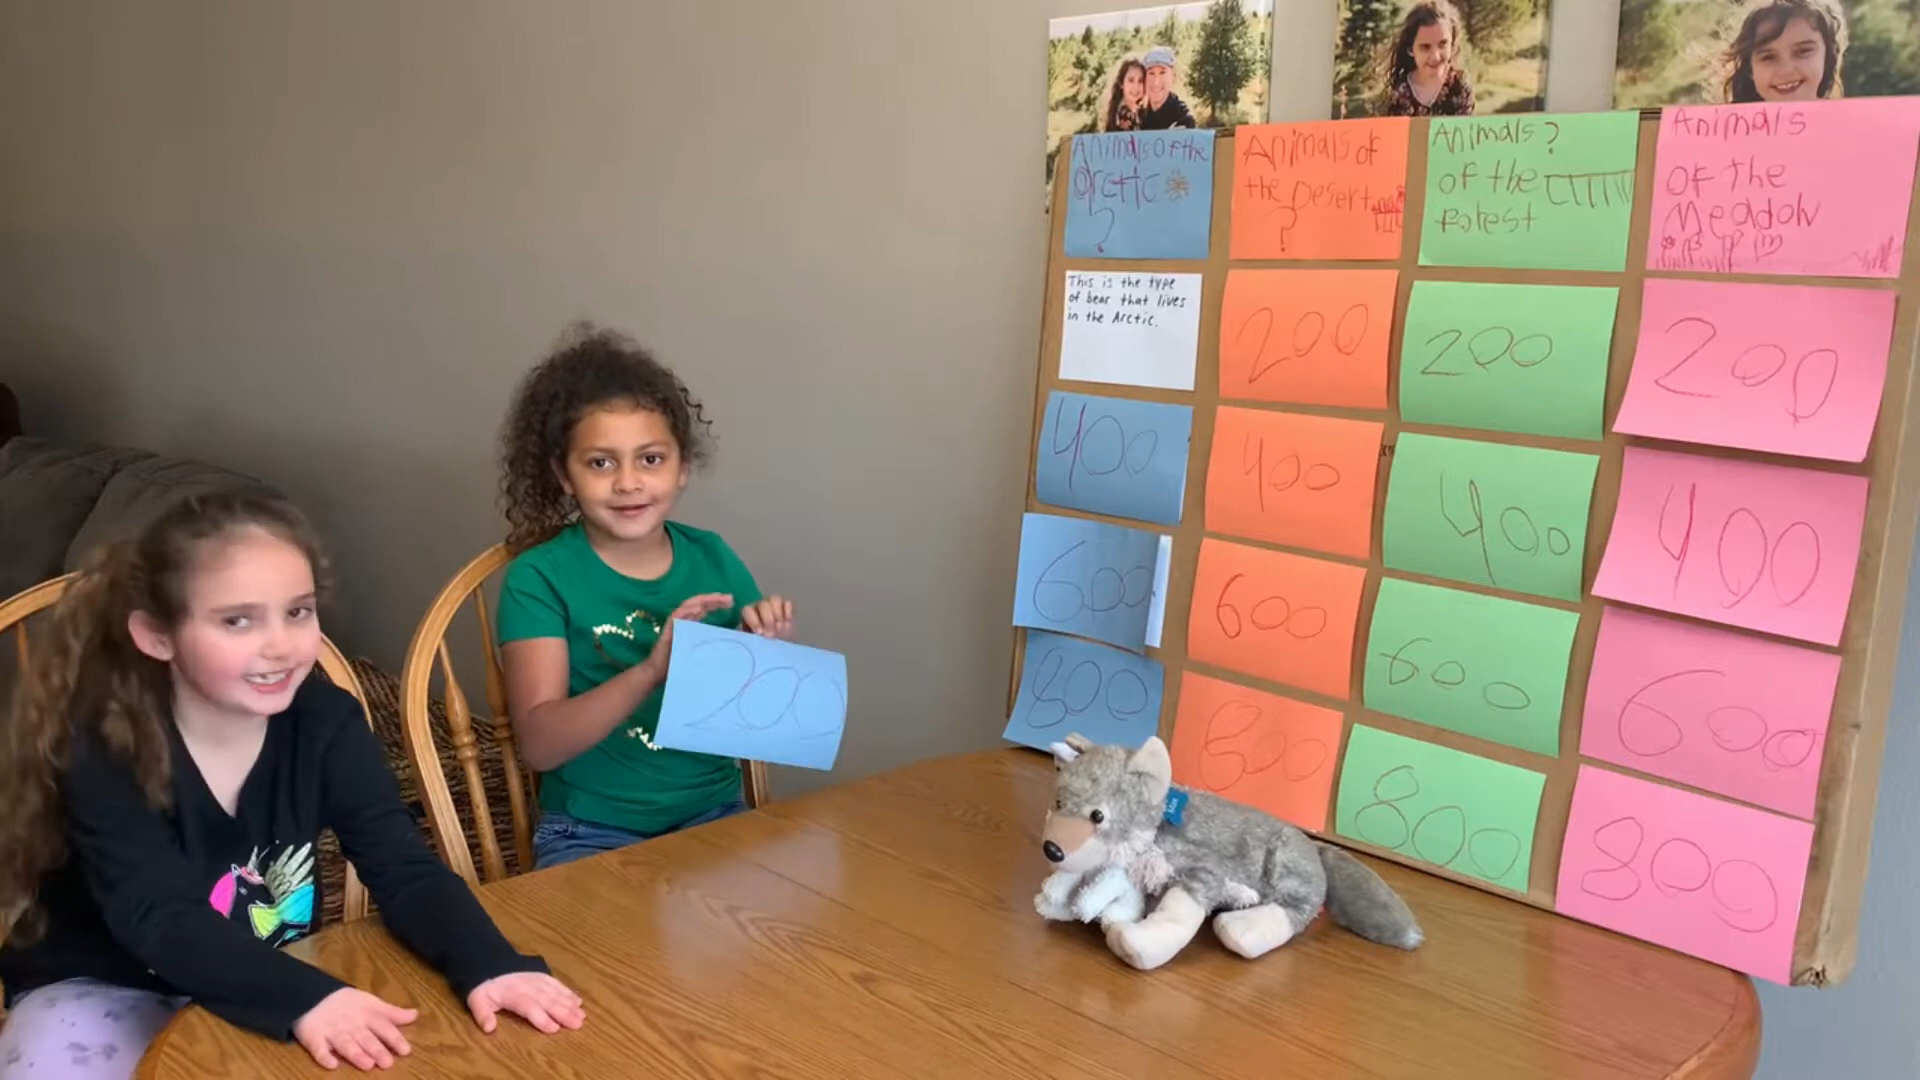 Animals of the
Arctic
?
Animals of
the Desert
?
Animals?
of the
forest
Animals
of the
Meadow
This is the type
of bear that lives
in the Arctic.
200
200
200
400
400
400
400
600
600
600
600
800
800
800
800
200